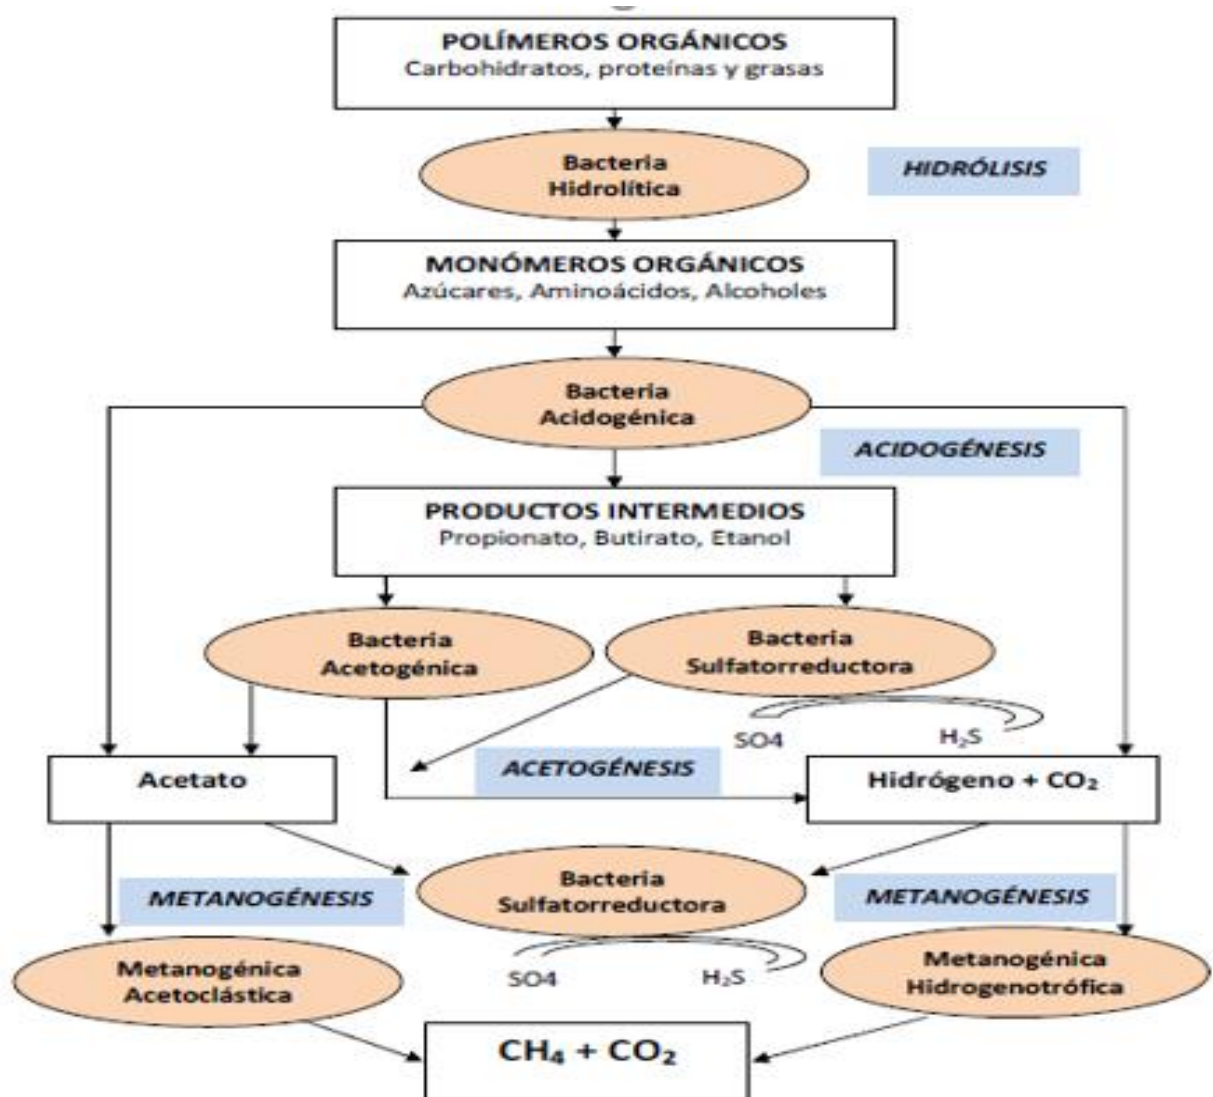 POLÍMEROS ORGÁNICOS
Carbohidratos, proteínas y grasas
Bacteria
Hidrolítica
HIDRÓLISIS
MONÓMEROS ORGÁNICOS
Azúcares, Aminoácidos, Alcoholes
Bacteria
Acidogénica
ACIDOGÉNESIS
PRODUCTOS INTERMEDIOS
Propionato, Butirato, Etanol
Bacteria
Acetogénica
Bacteria
Sulfatorreductora
SO4
H₂S
ACETOGÉNESIS
Acetato
Hidrógeno + CO₂
METANOGÉNESIS
Bacteria
Sulfatorreductora
METANOGÉNESIS
SO4
H₂S
Metanogénica
Acetoclástica
Metanogénica
Hidrogenotrófica
CH₄ + CO₂